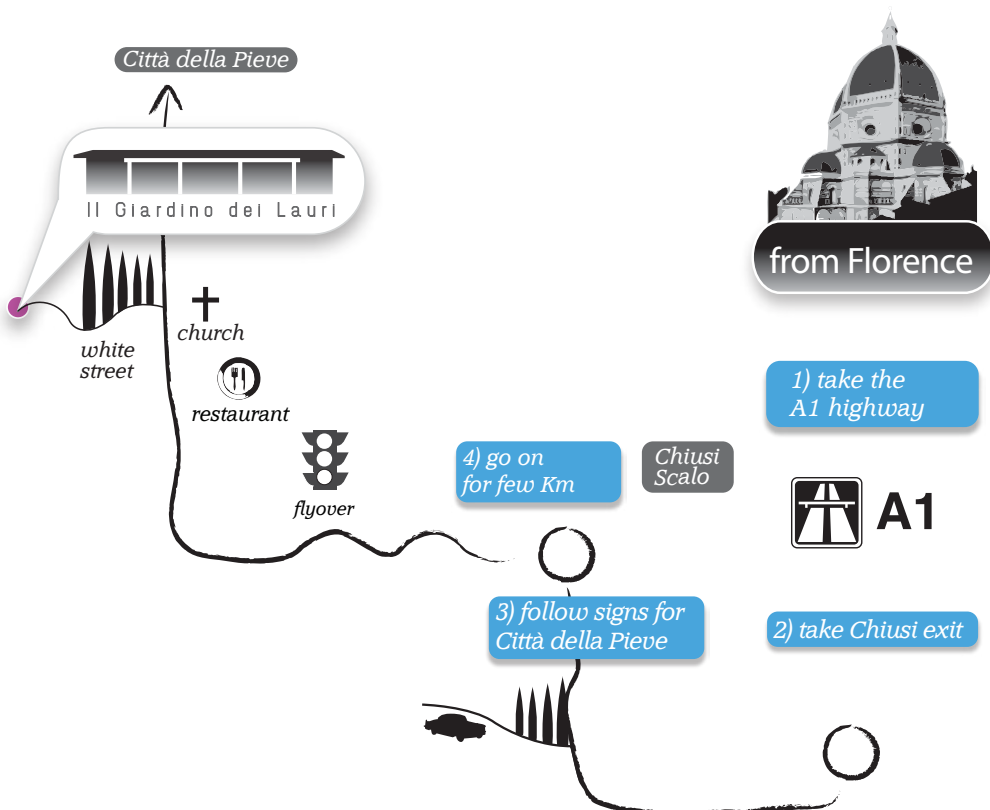 Città della Pieve
Il Giardino dei Lauri
from Florence
church
white
street
restaurant
1) take the
A1 highway
flyover
4) go on
for few Km
Chiusi
Scalo
A1
3) follow signs for
Città della Pieve
2) take Chiusi exit